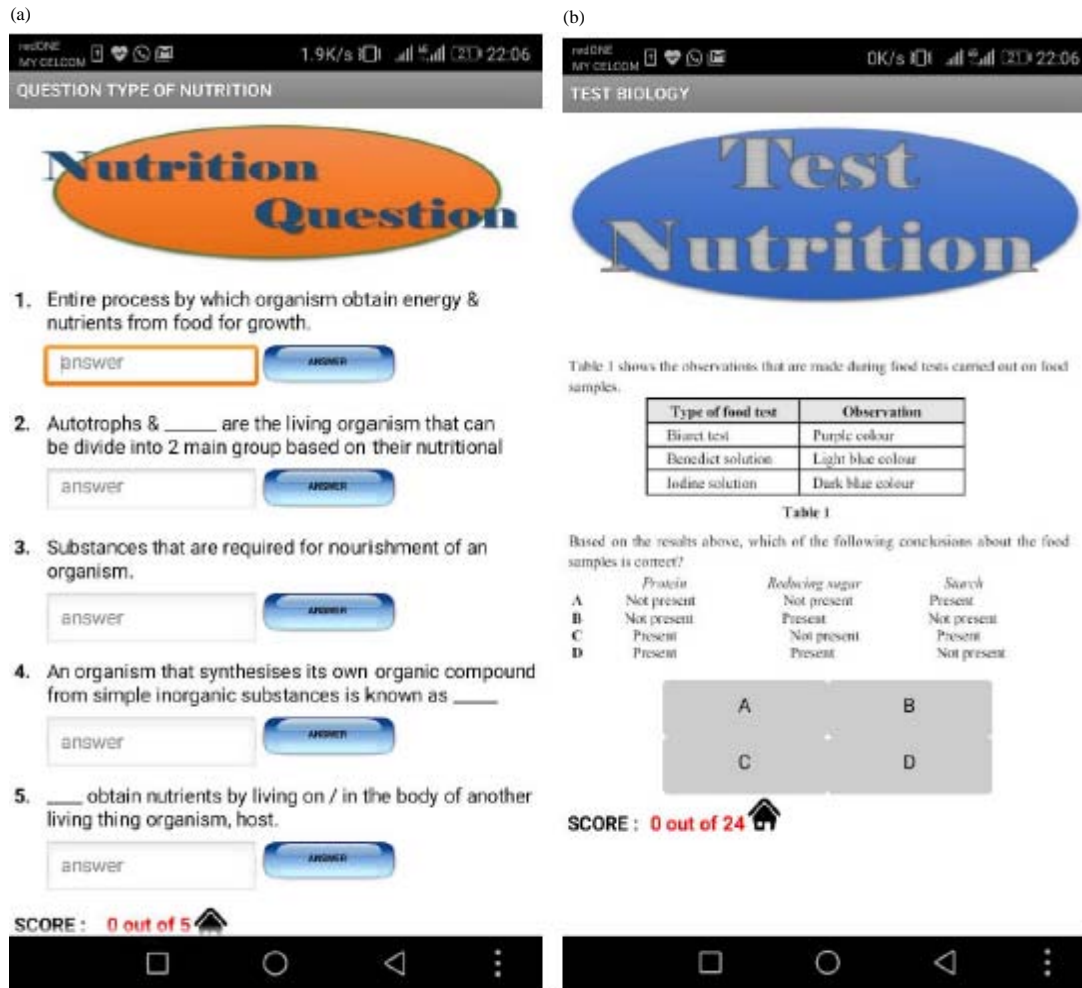 (a)
redONE
MY CELCOM
1.9K/s 22:06
QUESTION TYPE OF NUTRITION
Nutrition
Question
1. Entire process by which organism obtain energy &
nutrients from food for growth.
answer ANSWER
2. Autotrophs & _____ are the living organism that can
be divide into 2 main group based on their nutritional
answer ANSWER
3. Substances that are required for nourishment of an
organism.
answer ANSWER
4. An organism that synthesises its own organic compound
from simple inorganic substances is known as _____
answer ANSWER
5. ____ obtain nutrients by living on / in the body of another
living thing organism, host.
answer ANSWER
SCORE : 0 out of 5
(b)
redONE
MY CELCOM
0K/s 22:06
TEST BIOLOGY
Test
Nutrition
Table 1 shows the observations that are made during food tests carried out on food
samples.
Type of food test Observation
Biuret test Purple colour
Benedict solution Light blue colour
Iodine solution Dark blue colour
Table 1
Based on the results above, which of the following conclusions about the food
samples is correct?
Protein Reducing sugar Starch
A Not present Not present Present
B Not present Present Not present
C Present Not present Present
D Present Present Not present
A B
C D
SCORE : 0 out of 24